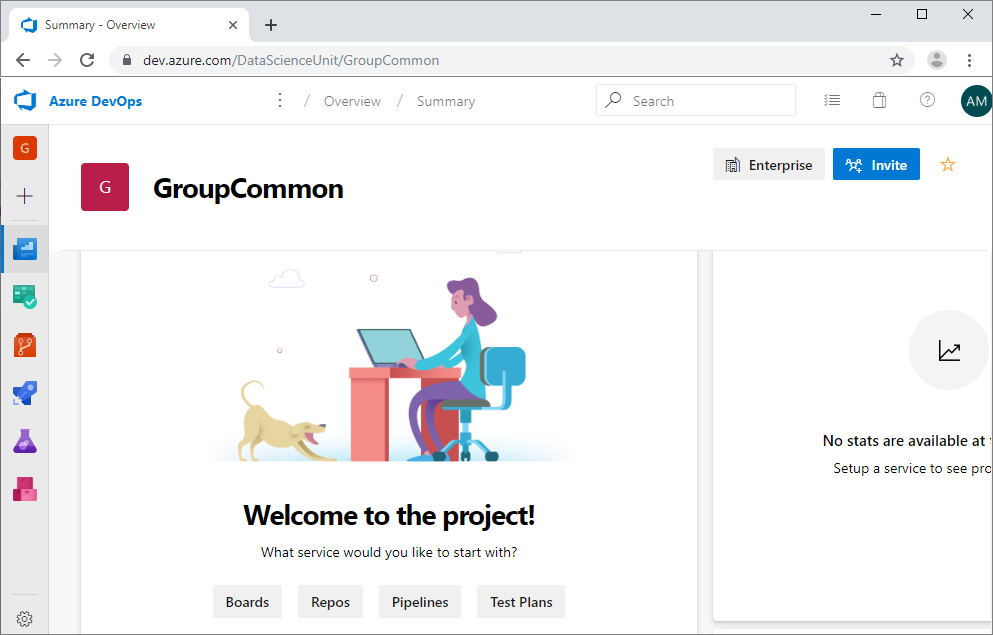 Summary - Overview
dev.azure.com/DataScienceUnit/GroupCommon
Azure DevOps / Overview / Summary Search AM
G
G GroupCommon Enterprise Invite
No stats are available at
Setup a service to see pro
Welcome to the project!
What service would you like to start with?
Boards Repos Pipelines Test Plans